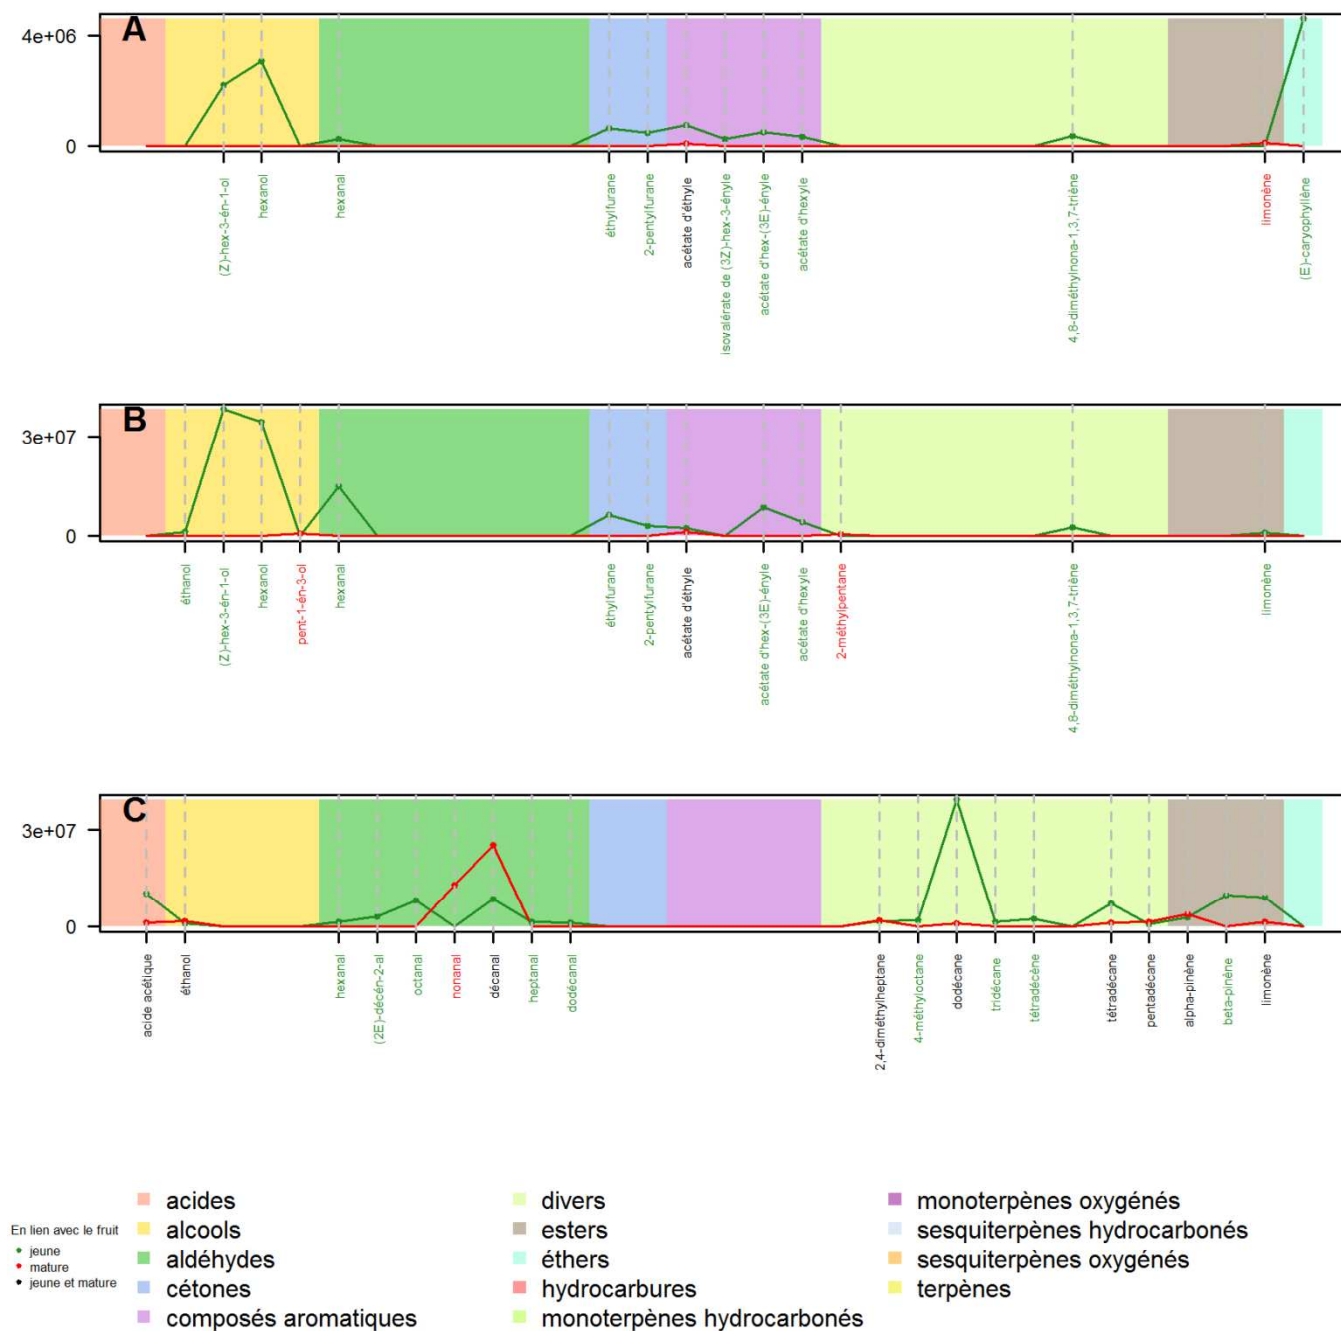 A
4e+06
0
(Z)-hex-3-én-1-ol
hexanol
hexanal
éthylfurane
2-pentylfurane
acétate d'éthyle
isovalérate de (3Z)-hex-3-ényle
acétate d'hex-(3E)-ényle
acétate d'hexyle
4,8-diméthylnona-1,3,7-triène
limonène
(E)-caryophyllène
B
3e+07
0
éthanol
(Z)-hex-3-én-1-ol
hexanol
pent-1-én-3-ol
hexanal
éthylfurane
2-pentylfurane
acétate d'éthyle
acétate d'hex-(3E)-ényle
acétate d'hexyle
2-méthylpentane
4,8-diméthylnona-1,3,7-triène
limonène
C
3e+07
0
acide acétique
éthanol
hexanal
(2E)-décén-2-al
octanal
nonanal
décanal
heptanal
dodécanal
2,4-diméthylheptane
4-méthyloctane
dodécane
tridécane
tétradécène
tétradécane
pentadécane
alpha-pinène
beta-pinène
limonène
En lien avec le fruit
jeune
mature
jeune et mature
acides
alcools
aldéhydes
cétones
composés aromatiques
divers
esters
éthers
hydrocarbures
monoterpènes hydrocarbonés
monoterpènes oxygénés
sesquiterpènes hydrocarbonés
sesquiterpènes oxygénés
terpènes